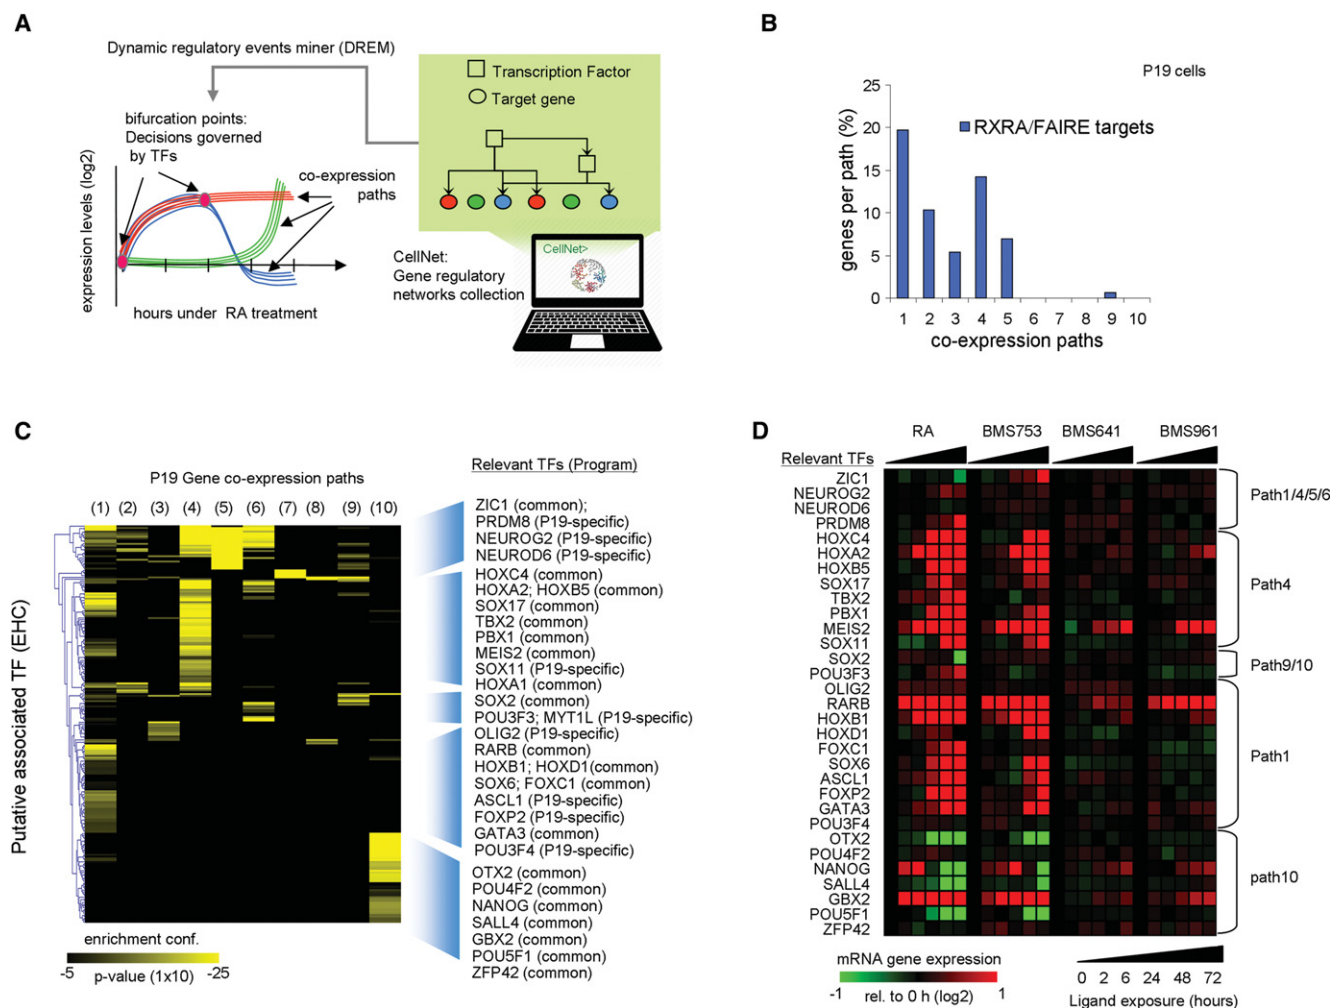 A
Dynamic regulatory events miner (DREM)
bifurcation points:
Decisions governed
by TFs
expression levels (log2)
co-expression
paths
hours under RA treatment
Transcription Factor
Target gene
CellNet:
Gene regulatory
networks collection
CellNet>
B
P19 cells
RXRA/FAIRE targets
genes per path (%)
25
20
15
10
5
0
1 2 3 4 5 6 7 8 9 10
co-expression paths
C
P19 Gene co-expression paths
(1) (2) (3) (4) (5) (6) (7) (8) (9) (10)
Putative associated TF (EHC)
enrichment conf.
-5 -25
p-value (1x10)
Relevant TFs (Program)
ZIC1 (common);
PRDM8 (P19-specific)
NEUROG2 (P19-specific)
NEUROD6 (P19-specific)
HOXC4 (common)
HOXA2; HOXB5 (common)
SOX17 (common)
TBX2 (common)
PBX1 (common)
MEIS2 (common)
SOX11 (P19-specific)
HOXA1 (common)
SOX2 (common)
POU3F3; MYT1L (P19-specific)
OLIG2 (P19-specific)
RARB (common)
HOXB1; HOXD1(common)
SOX6; FOXC1 (common)
ASCL1 (P19-specific)
FOXP2 (P19-specific)
GATA3 (common)
POU3F4 (P19-specific)
OTX2 (common)
POU4F2 (common)
NANOG (common)
SALL4 (common)
GBX2 (common)
POU5F1 (common)
ZFP42 (common)
D
RA BMS753 BMS641 BMS961
Relevant TFs
ZIC1
NEUROG2
NEUROD6
PRDM8
HOXC4
HOXA2
HOXB5
SOX17
TBX2
PBX1
MEIS2
SOX11
SOX2
POU3F3
OLIG2
RARB
HOXB1
HOXD1
FOXC1
SOX6
ASCL1
FOXP2
GATA3
POU3F4
OTX2
POU4F2
NANOG
SALL4
GBX2
POU5F1
ZFP42
Path1/4/5/6
Path4
Path9/10
Path1
path10
mRNA gene expression
-1 1
rel. to 0 h (log2)
0 2 6 24 48 72
Ligand exposure (hours)